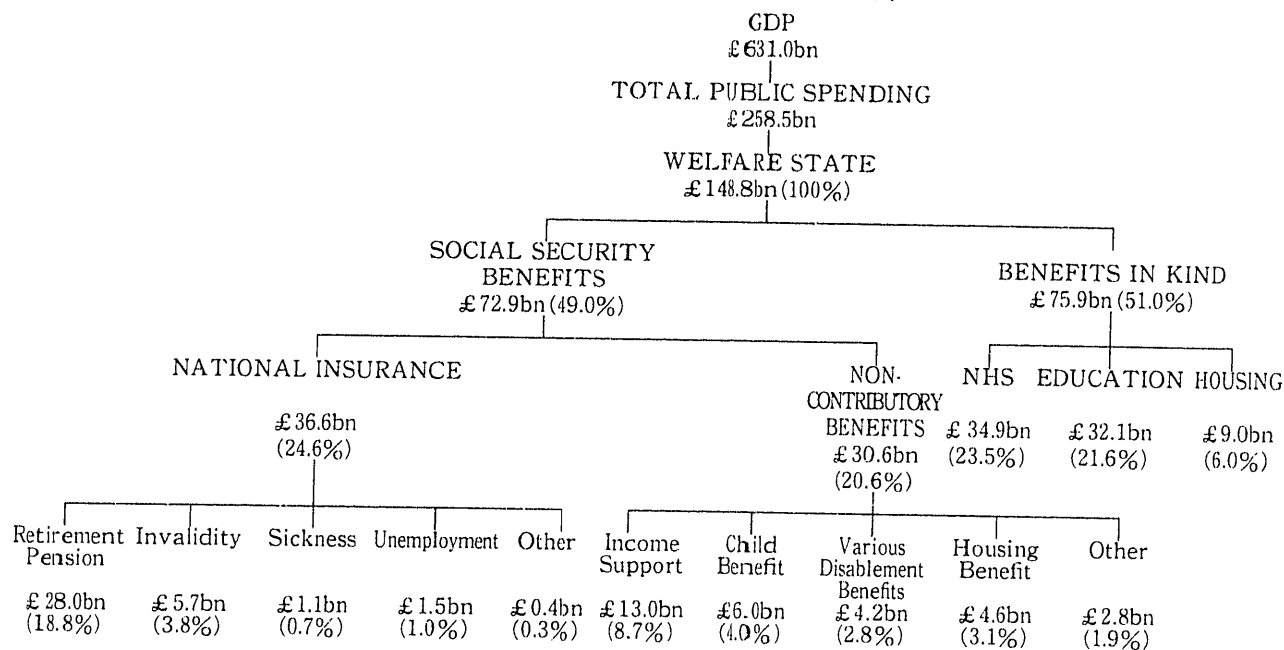 GDP
£631.0bn
TOTAL PUBLIC SPENDING
£258.5bn
WELFARE STATE
£148.8bn (100%)
SOCIAL SECURITY
BENEFITS
£72.9bn (49.0%)
BENEFITS IN KIND
£75.9bn (51.0%)
NATIONAL INSURANCE
£36.6bn
(24.6%)
NON-
CONTRIBUTORY
BENEFITS
£30.6bn
(20.6%)
NHS
£34.9bn
(23.5%)
EDUCATION
£32.1bn
(21.6%)
HOUSING
£9.0bn
(6.0%)
Retirement
Pension
£28.0bn
(18.8%)
Invalidity
£5.7bn
(3.8%)
Sickness
£1.1bn
(0.7%)
Unemployment
£1.5bn
(1.0%)
Other
£0.4bn
(0.3%)
Income
Support
£13.0bn
(8.7%)
Child
Benefit
£6.0bn
(4.0%)
Various
Disablement
Benefits
£4.2bn
(2.8%)
Housing
Benefit
£4.6bn
(3.1%)
Other
£2.8bn
(1.9%)